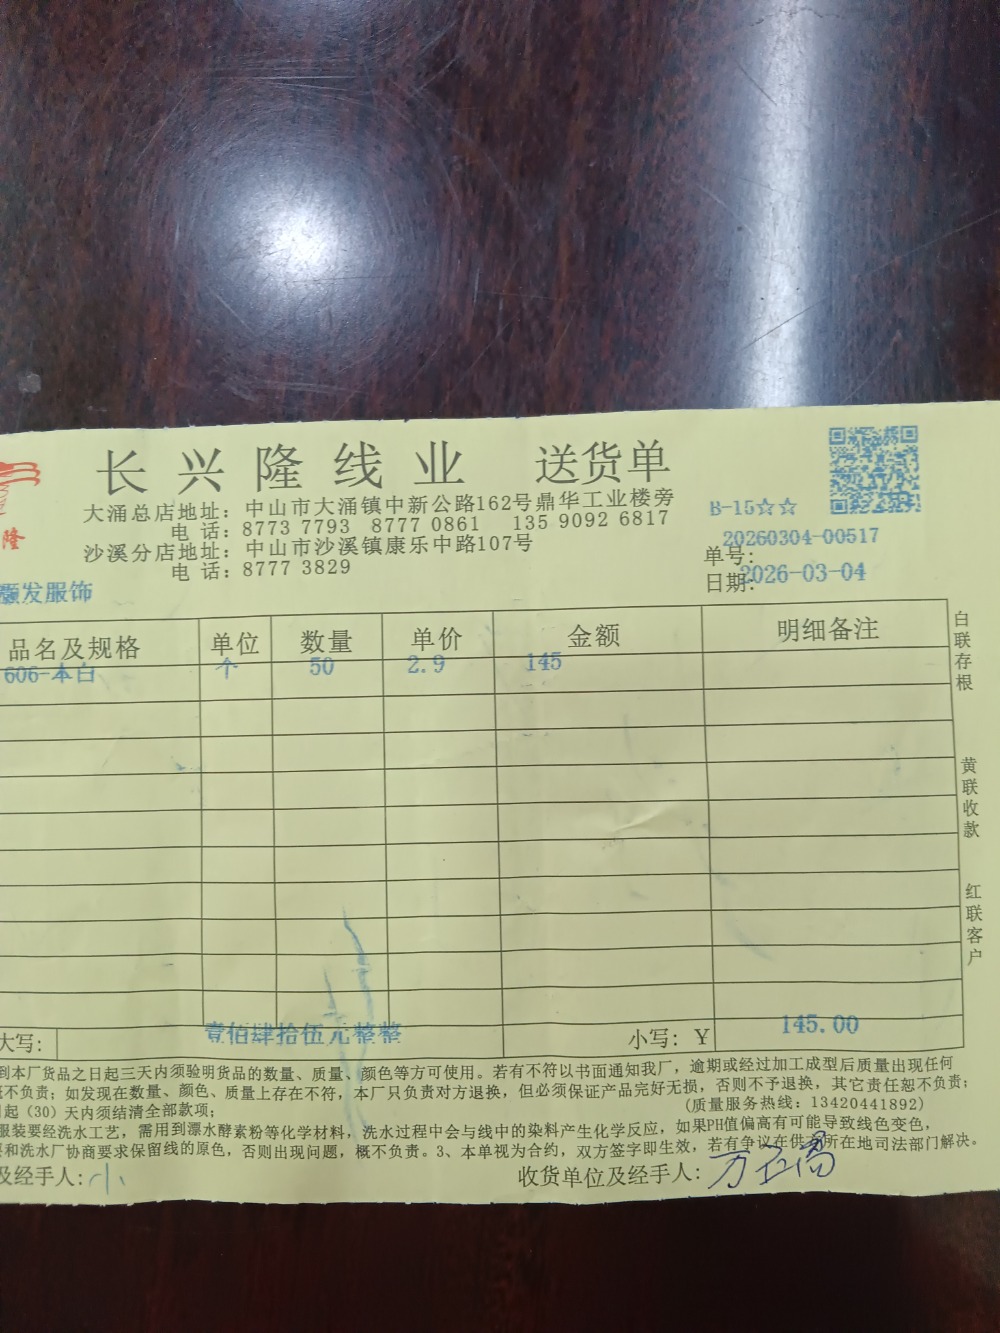 长兴隆线业 送货单
大涌总店地址：中山市大涌镇中新公路162号鼎华工业楼旁
电 话：8773 7793 8777 0861 135 9092 6817
沙溪分店地址：中山市沙溪镇康乐中路107号
电 话：8777 3829
隆
B-15☆☆
单号：20260304-00517
日期：2026-03-04
灏发服饰
品名及规格 单位 数量 单价 金额 明细备注
606-本白 个 50 2.9 145
白联存根
黄联收款
红联客户
大写： 壹佰肆拾伍元整整 小写：￥ 145.00
到本厂货品之日起三天内须验明货品的数量、质量、颜色等方可使用。若有不符以书面通知我厂，逾期或经过加工成型后质量出现任何
概不负责；如发现在数量、颜色、质量上存在不符，本厂只负责对方退换，但必须保证产品完好无损，否则不予退换，其它责任恕不负责；
起（30）天内须结清全部款项； (质量服务热线：13420441892)
服装要经洗水工艺，需用到漂水酵素粉等化学材料，洗水过程中会与线中的染料产生化学反应，如果PH值偏高有可能导致线色变色，
和洗水厂协商要求保留线的原色，否则出现问题，概不负责。3、本单视为合约，双方签字即生效，若有争议在供方所在地司法部门解决。
及经手人：小 收货单位及经手人：